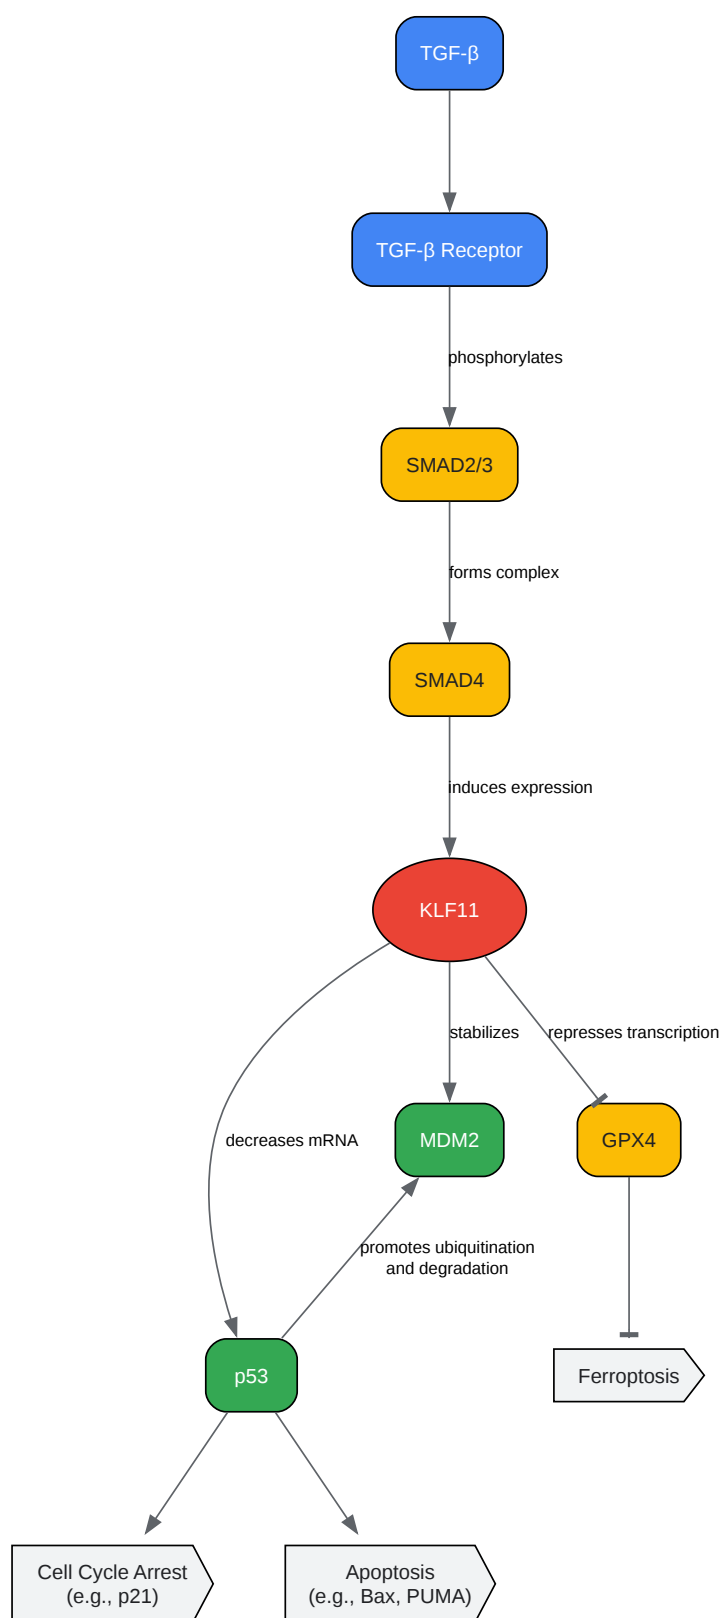 TGF-β
TGF-β Receptor
phosphorylates
SMAD2/3
forms complex
SMAD4
induces expression
KLF11
stabilizes
represses transcription
decreases mRNA
MDM2
GPX4
promotes ubiquitination
and degradation
p53
Ferroptosis
Cell Cycle Arrest
(e.g., p21)
Apoptosis
(e.g., Bax, PUMA)